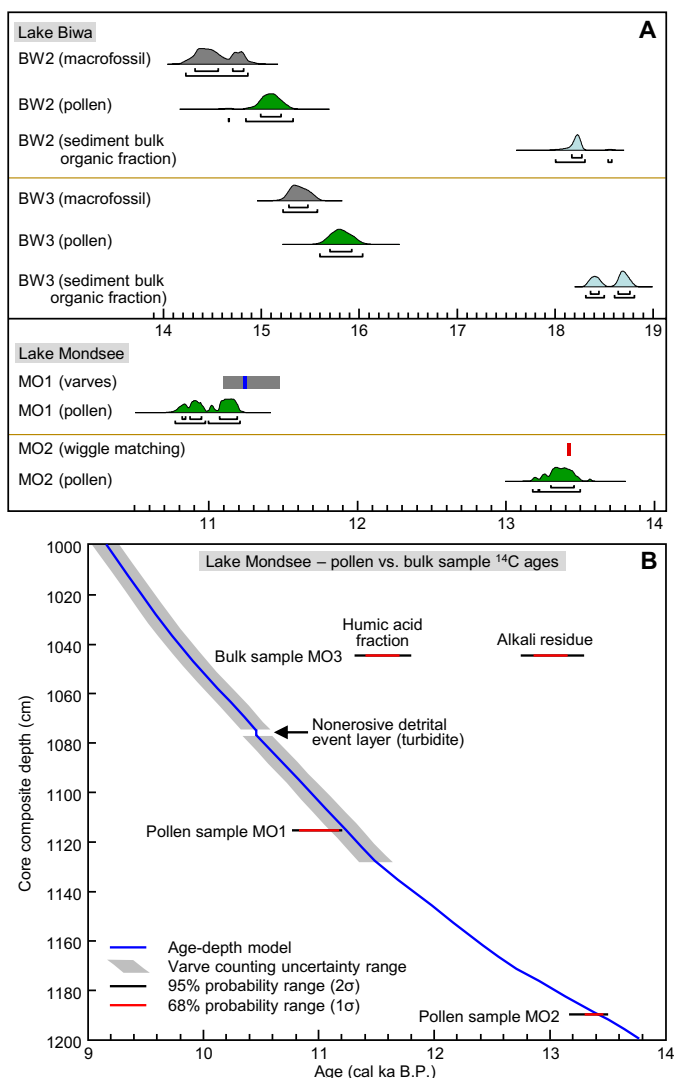 Lake Biwa
A
BW2 (macrofossil)
BW2 (pollen)
BW2 (sediment bulk
organic fraction)
BW3 (macrofossil)
BW3 (pollen)
BW3 (sediment bulk
organic fraction)
14 15 16 17 18 19
Lake Mondsee
MO1 (varves)
MO1 (pollen)
MO2 (wiggle matching)
MO2 (pollen)
11 12 13 14
Lake Mondsee – pollen vs. bulk sample ¹⁴C ages
B
Core composite depth (cm)
1000
1020
1040
1060
1080
1100
1120
1140
1160
1180
1200
Humic acid
fraction
Alkali residue
Bulk sample MO3
Nonerosive detrital
event layer (turbidite)
Pollen sample MO1
Age-depth model
Varve counting uncertainty range
95% probability range (2σ)
68% probability range (1σ)
Pollen sample MO2
9 10 11 12 13 14
Age (cal ka B.P.)